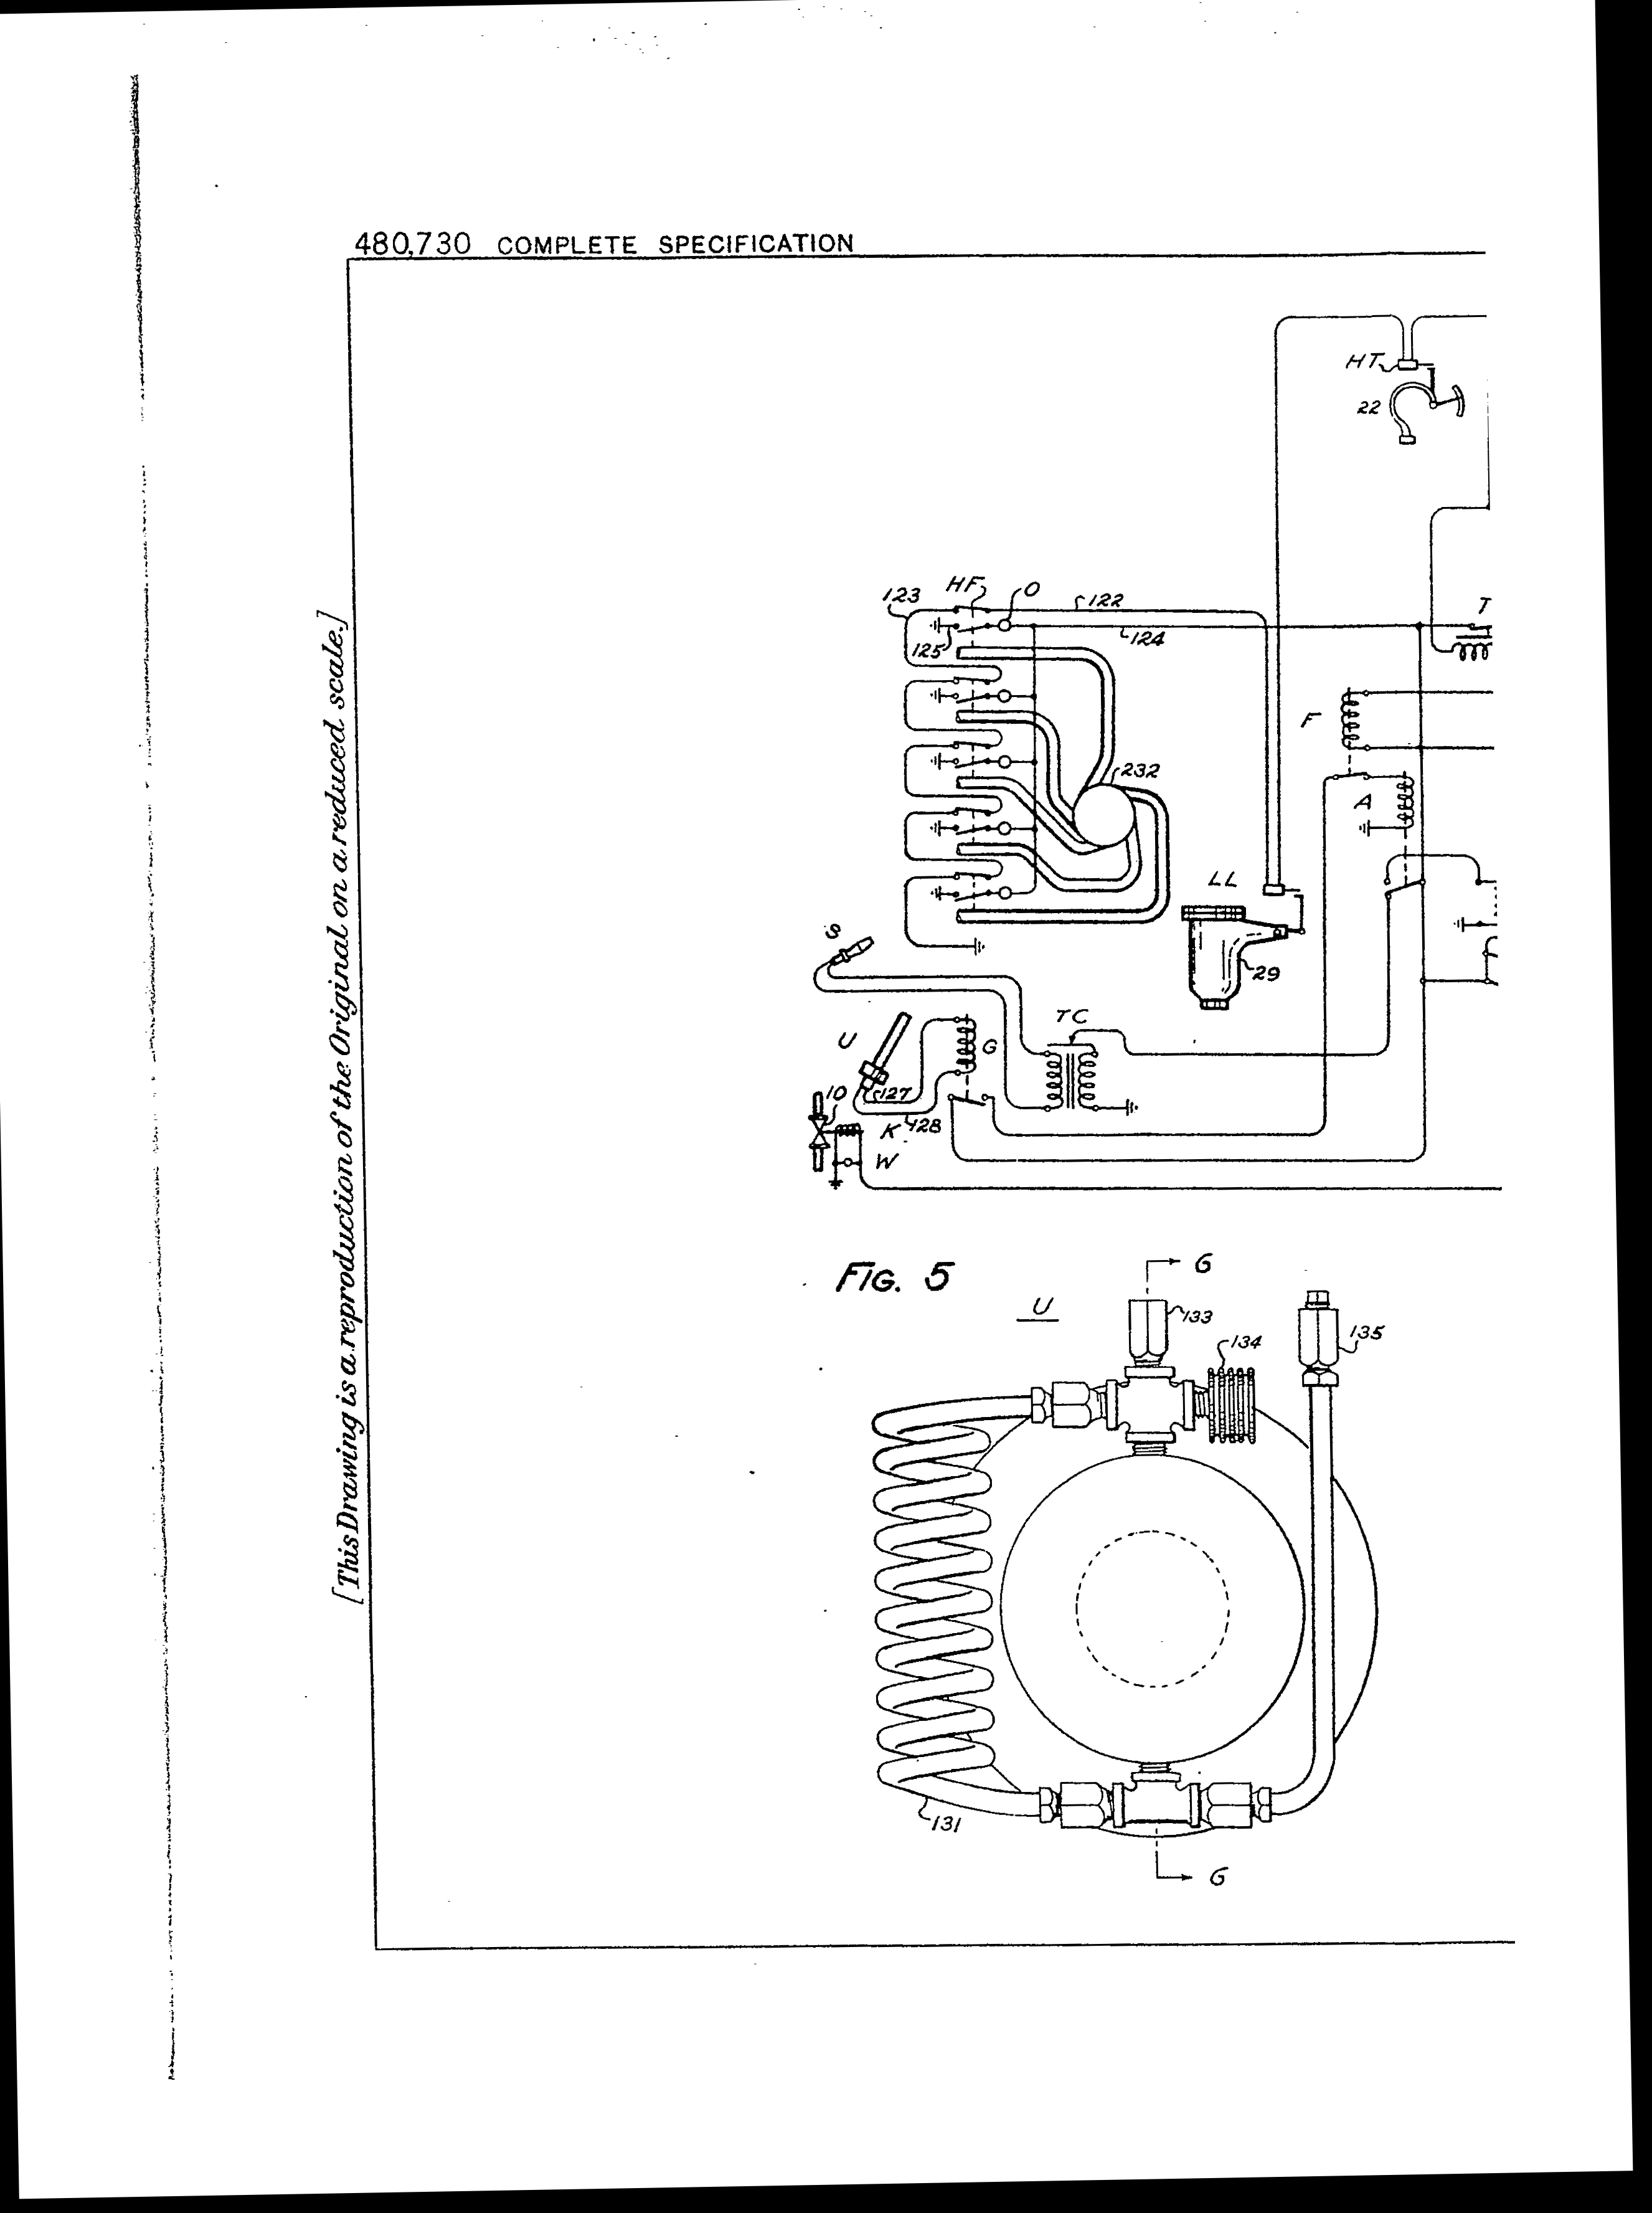 480,730 COMPLETE SPECIFICATION
[This Drawing is a reproduction of the Original on a reduced scale.]
HT
22
HF
O
123
122
T
125
124
F
232
A
LL
S
29
TC
U
G
10
127
K
428
W
FIG. 5
G
U
133
134
135
131
G